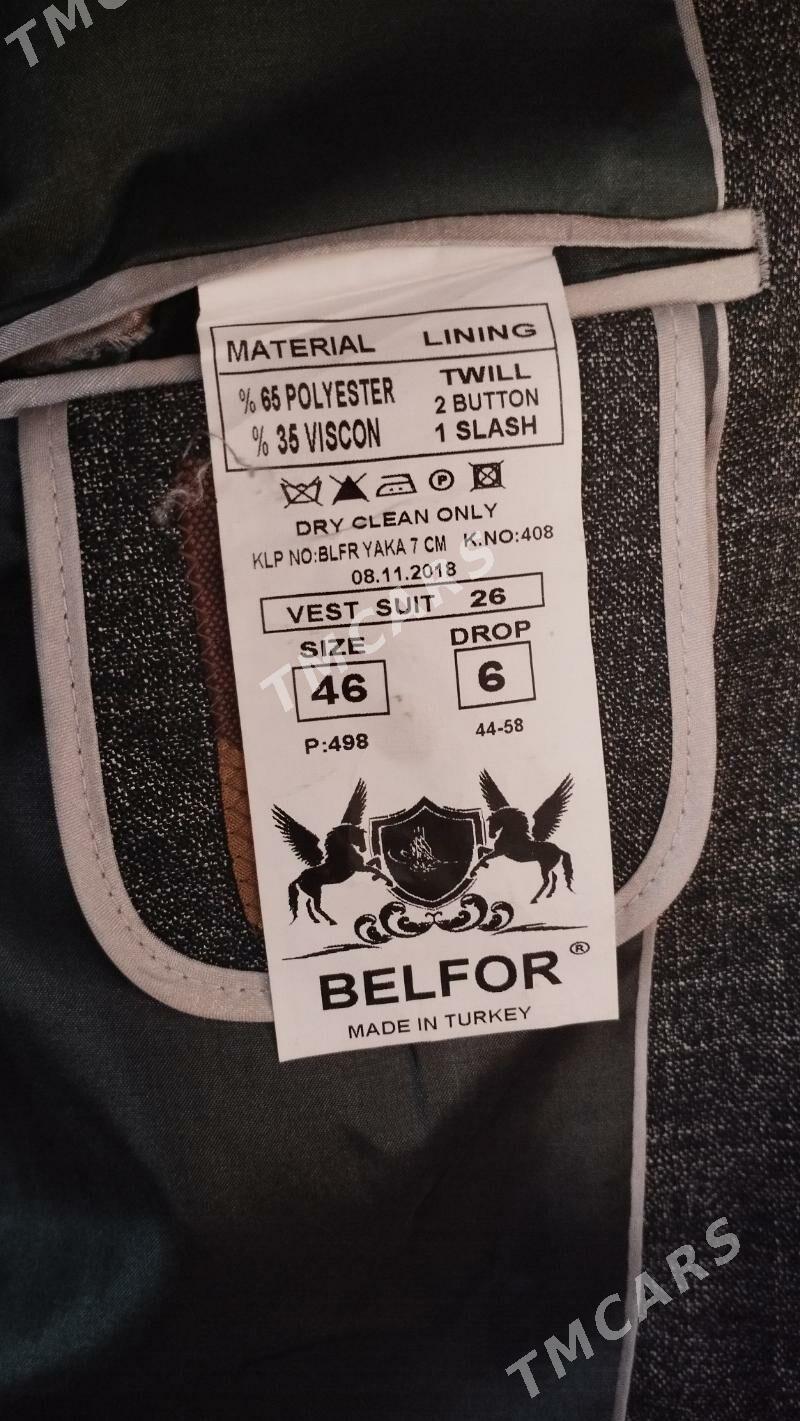 TMC
MATERIAL LINING
% 65 POLYESTER TWILL
2 BUTTON
% 35 VISCON 1 SLASH
P
DRY CLEAN ONLY
KLP NO:BLFR YAKA 7 CM K.NO:408
08.11.2018
VEST SUIT 26
SIZE DROP
46 6
P:498 44-58
TMCARS
BELFOR ®
MADE IN TURKEY
TMCARS